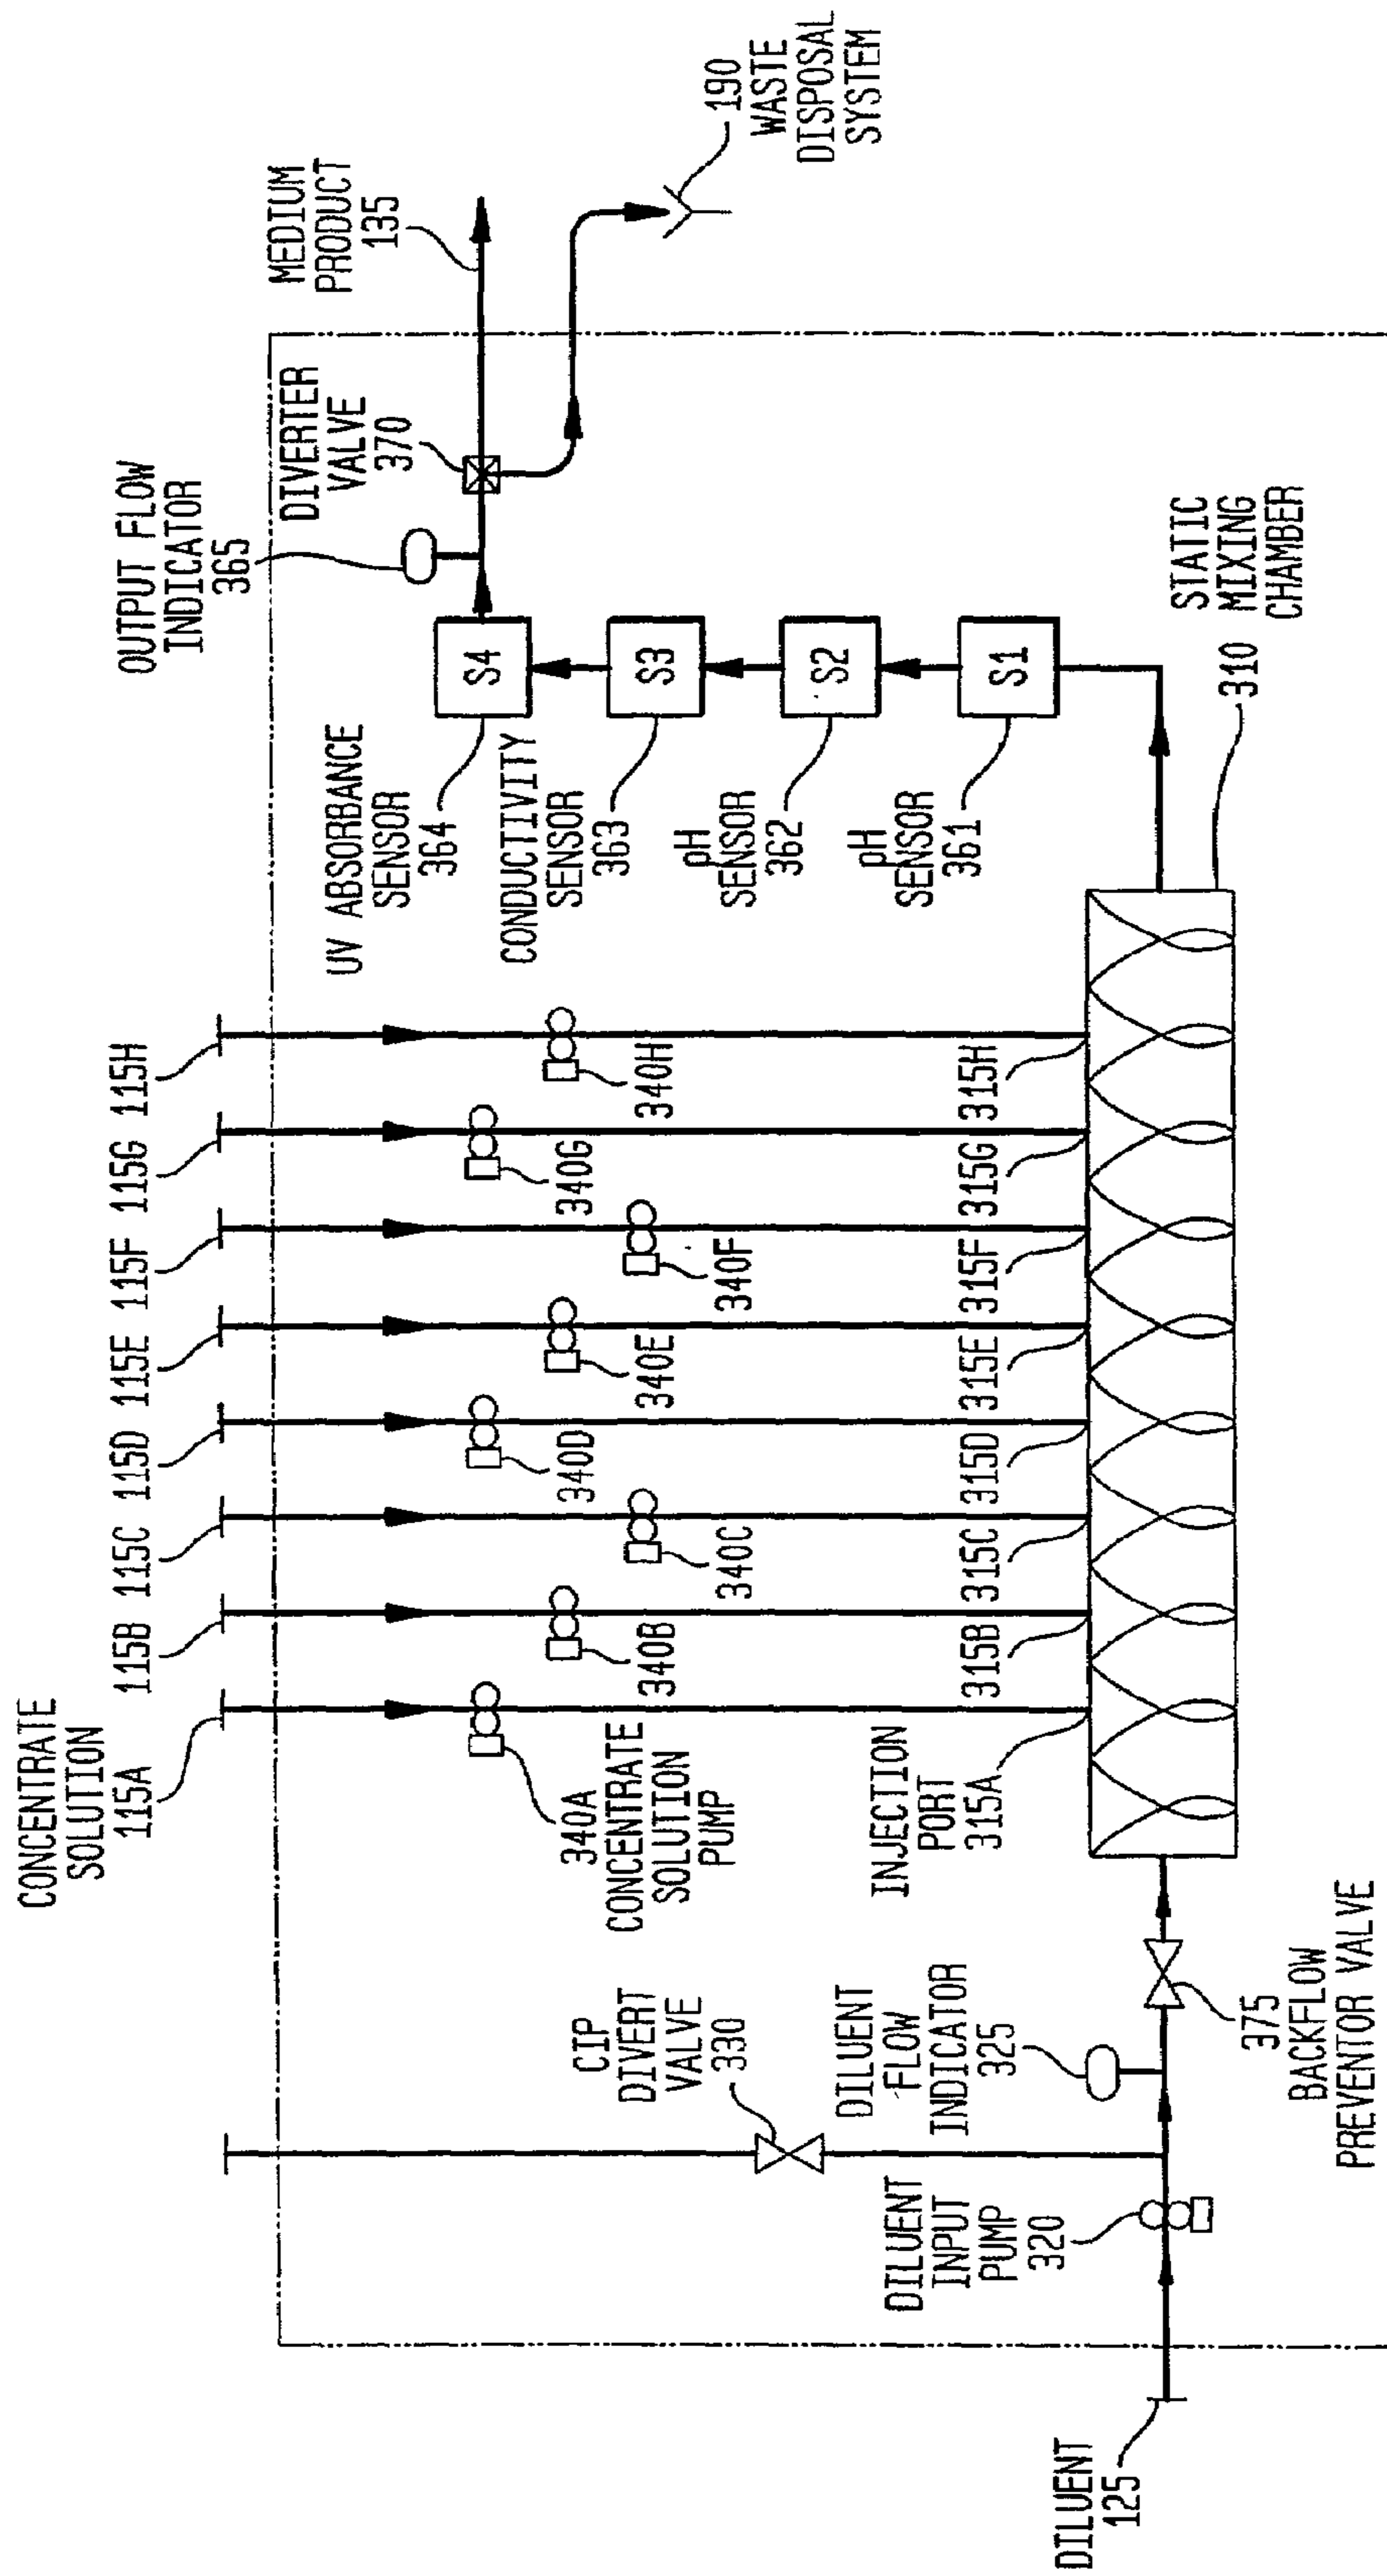 CONCENTRATE
SOLUTION
115A
115B
115C
115D
115E
115F
115G
115H
OUTPUT FLOW
INDICATOR
365
MEDIUM
PRODUCT
135
DIVERTER
VALVE
370
190
WASTE
DISPOSAL
SYSTEM
340A
CONCENTRATE
SOLUTION
PUMP
340B
340C
340D
340E
340F
340G
340H
UV ABSORBANCE
SENSOR
364
S4
CONDUCTIVITY
SENSOR
363
S3
pH
SENSOR
362
S2
pH
SENSOR
361
S1
CIP
DIVERT
VALVE
330
DILUENT
FLOW
INDICATOR
325
DILUENT
INPUT
PUMP
320
INJECTION
PORT
315A
315B
315C
315D
315E
315F
315G
315H
STATIC
MIXING
CHAMBER
310
DILUENT
125
375
BACKFLOW
PREVENTOR VALVE